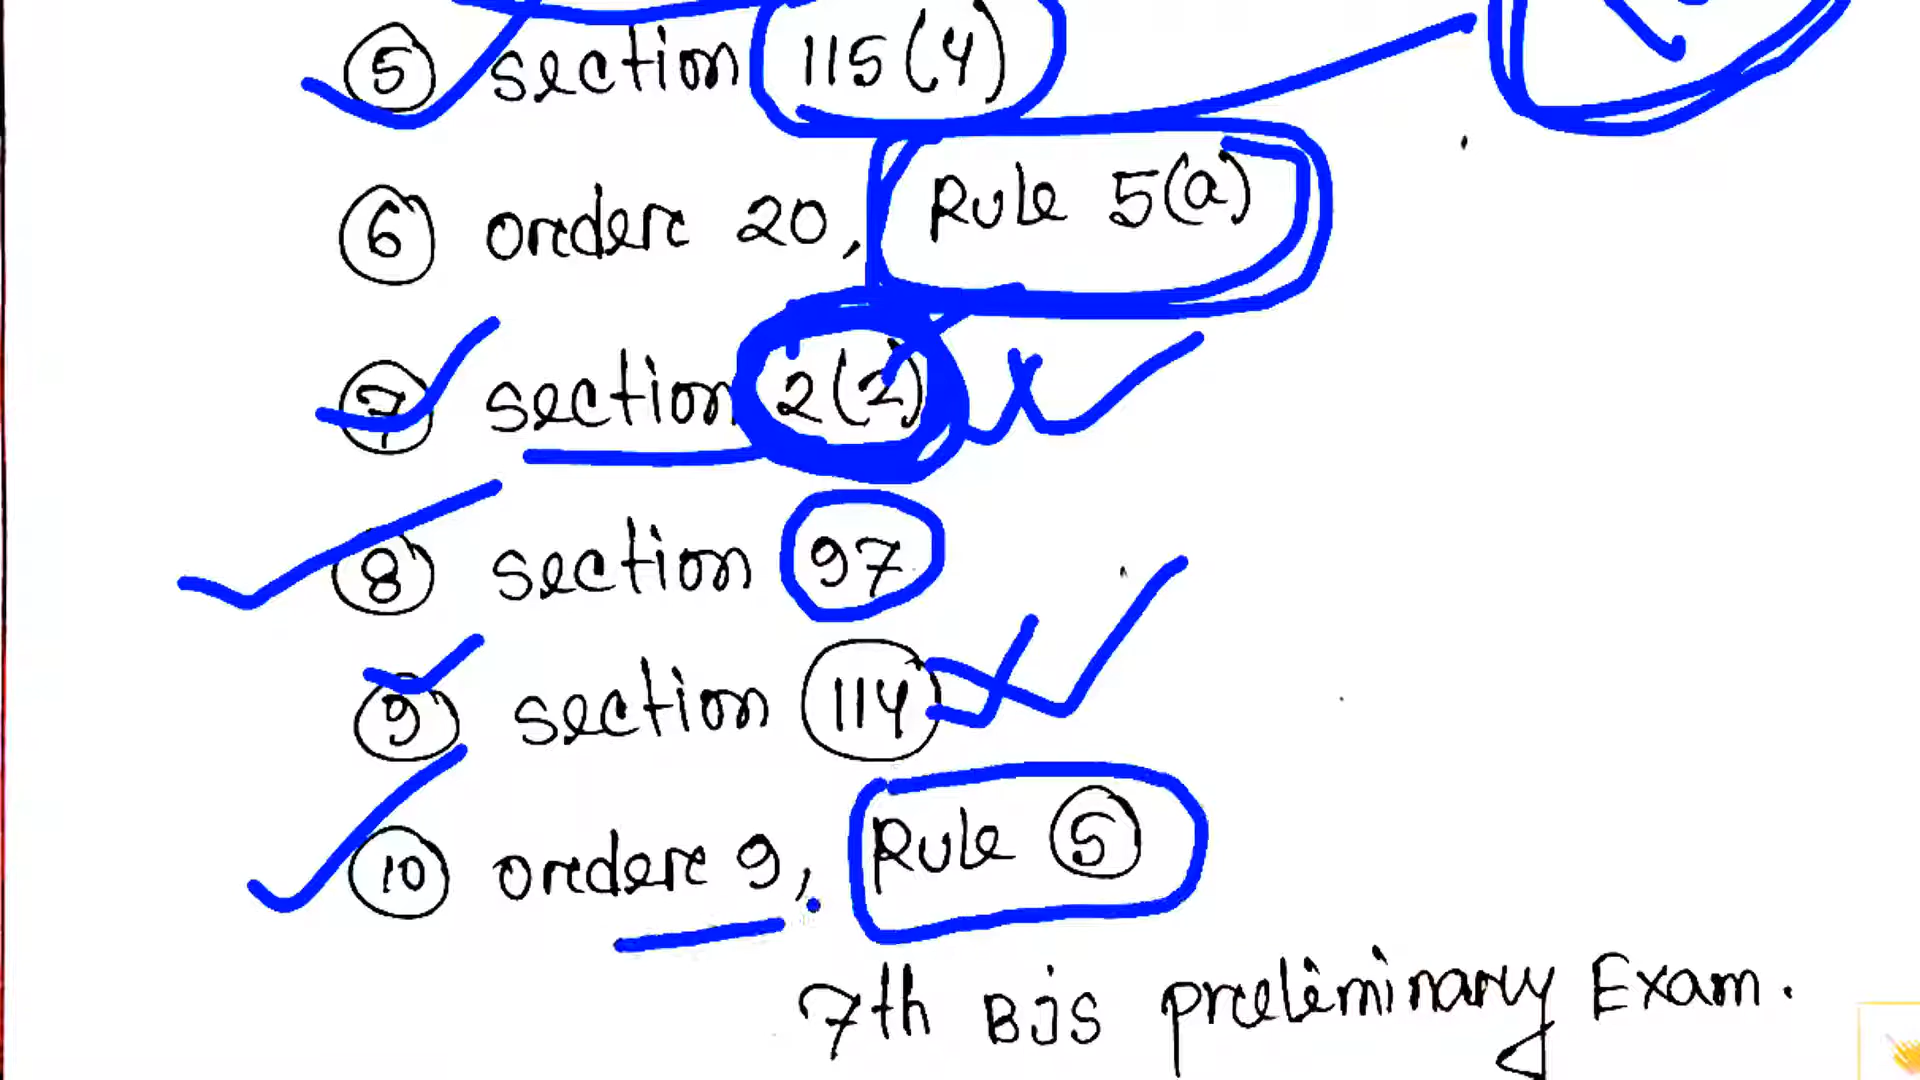 5 section 115(4)
6 order 20, Rule 5(a)
7 section 2(2)
8 section 97
9 section 114
10 order 9, Rule 5
7th BJS preliminary Exam.